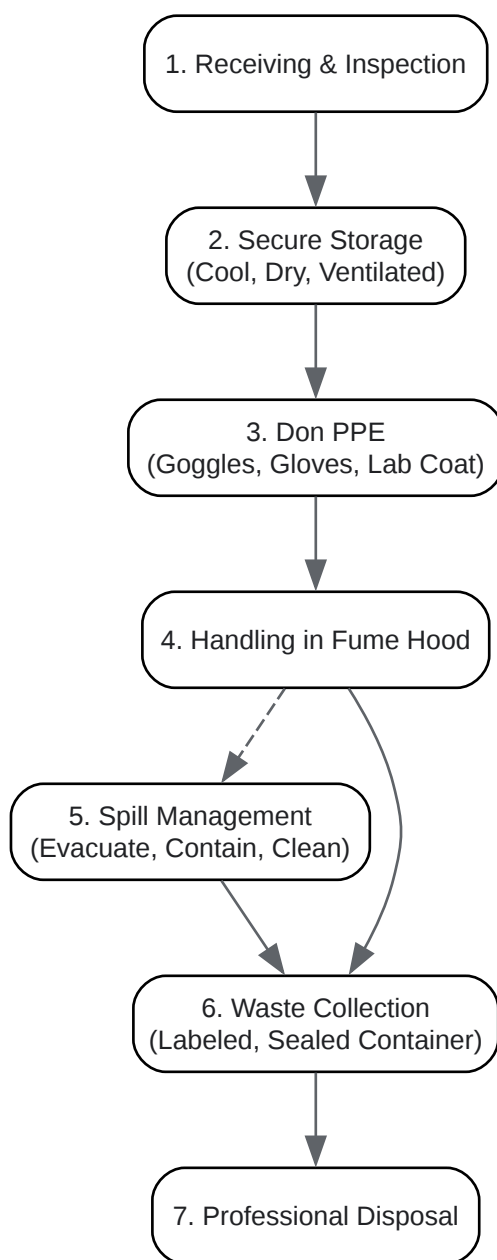 1. Receiving & Inspection
2. Secure Storage
(Cool, Dry, Ventilated)
3. Don PPE
(Goggles, Gloves, Lab Coat)
4. Handling in Fume Hood
5. Spill Management
(Evacuate, Contain, Clean)
6. Waste Collection
(Labeled, Sealed Container)
7. Professional Disposal